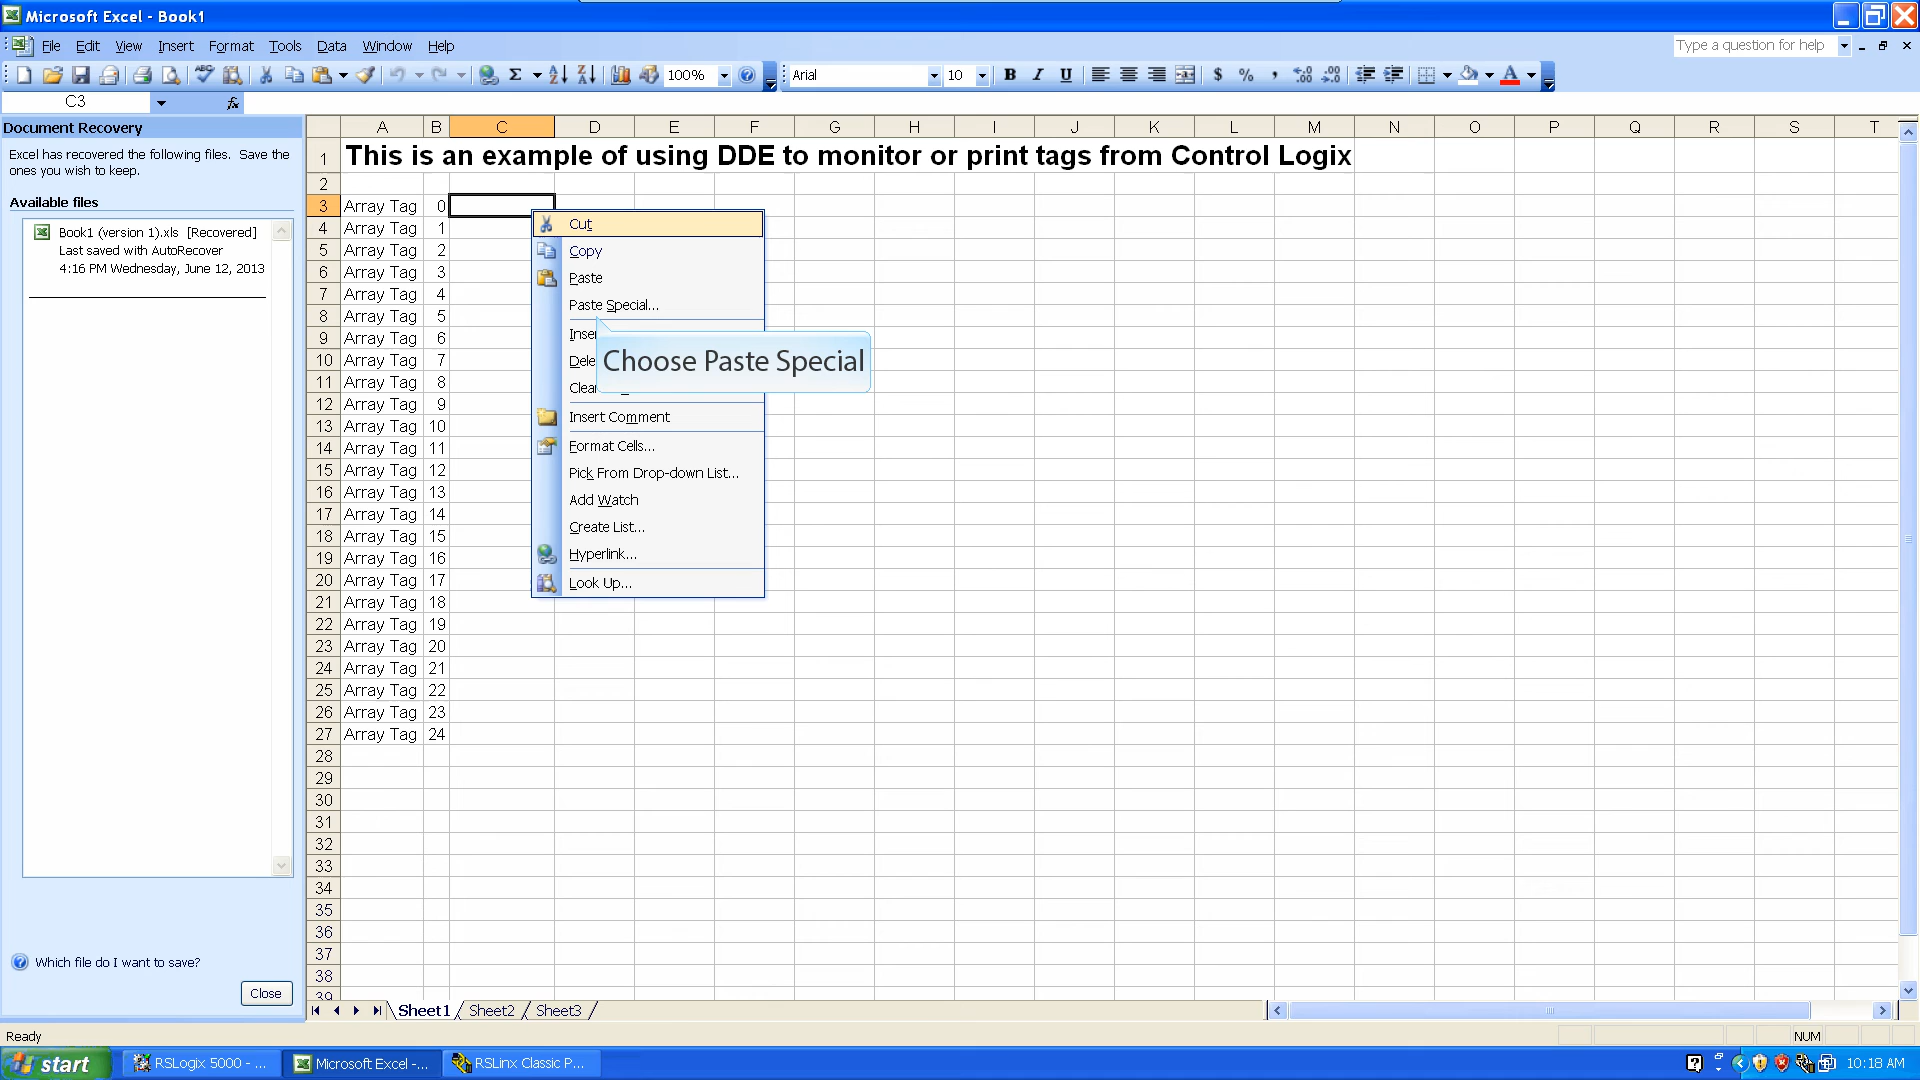 Microsoft Excel - Book1
File Edit View Insert Format Tools Data Window Help
Type a question for help
100% Arial 10 B I U $ % ,
C3 fx
Document Recovery
Excel has recovered the following files. Save the
ones you wish to keep.
Available files
Book1 (version 1).xls [Recovered]
Last saved with AutoRecover
4:16 PM Wednesday, June 12, 2013
Which file do I want to save?
Close
A B C D E F G H I J K L M N O P Q R S T
1 This is an example of using DDE to monitor or print tags from Control Logix
2
3 Array Tag 0
4 Array Tag 1
5 Array Tag 2
6 Array Tag 3
7 Array Tag 4
8 Array Tag 5
9 Array Tag 6
10 Array Tag 7
11 Array Tag 8
12 Array Tag 9
13 Array Tag 10
14 Array Tag 11
15 Array Tag 12
16 Array Tag 13
17 Array Tag 14
18 Array Tag 15
19 Array Tag 16
20 Array Tag 17
21 Array Tag 18
22 Array Tag 19
23 Array Tag 20
24 Array Tag 21
25 Array Tag 22
26 Array Tag 23
27 Array Tag 24
28
29
30
31
32
33
34
35
36
37
38
39
Cut
Copy
Paste
Paste Special...
Choose Paste Special
Insert Comment
Format Cells...
Pick From Drop-down List...
Add Watch
Create List...
Hyperlink...
Look Up...
Sheet1 Sheet2 Sheet3
Ready
NUM
start
RSLogix 5000 - ...
Microsoft Excel -...
RSLinx Classic P...
10:18 AM